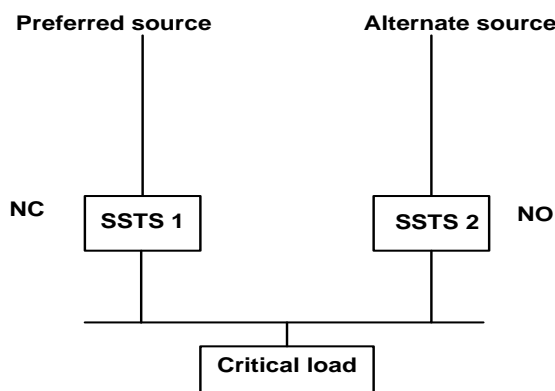 Preferred source
Alternate source
NC
SSTS 1
SSTS 2
NO
Critical load